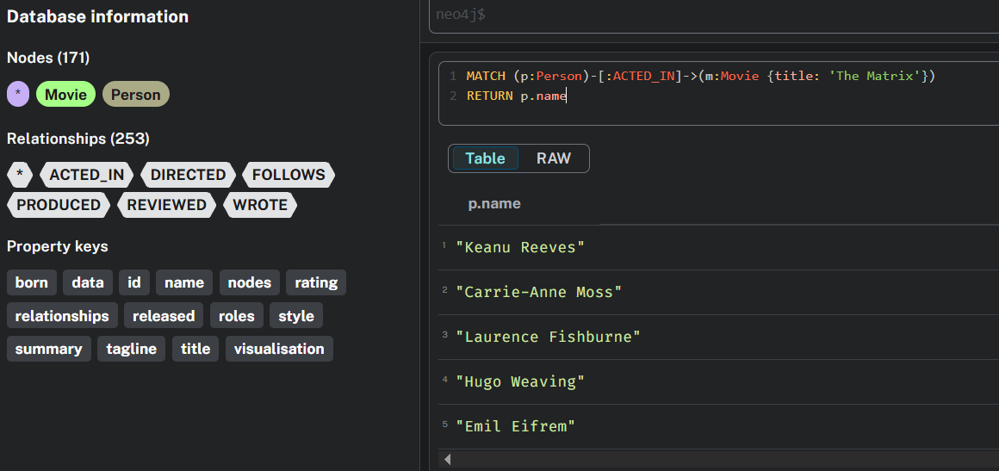 Database information
Nodes (171)
* Movie Person
Relationships (253)
* ACTED_IN DIRECTED FOLLOWS
PRODUCED REVIEWED WROTE
Property keys
born data id name nodes rating
relationships released roles style
summary tagline title visualisation
neo4j$
1 MATCH (p:Person)-[:ACTED_IN]->(m:Movie {title: 'The Matrix'})
2 RETURN p.name
Table RAW
p.name
1 "Keanu Reeves"
2 "Carrie-Anne Moss"
3 "Laurence Fishburne"
4 "Hugo Weaving"
5 "Emil Eifrem"